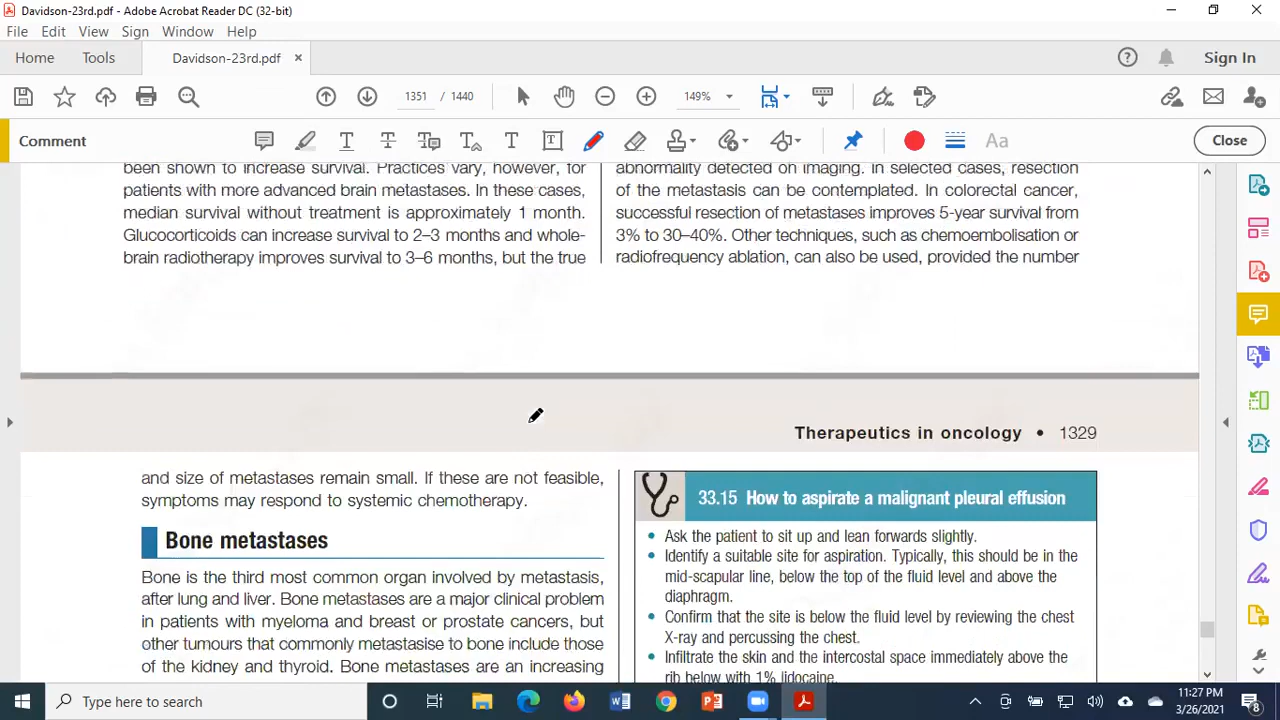 Davidson-23rd.pdf - Adobe Acrobat Reader DC (32-bit)
File Edit View Sign Window Help
Home Tools Davidson-23rd.pdf × Sign In
1351 / 1440 149%
Comment Aa Close
been shown to increase survival. Practices vary, however, for
patients with more advanced brain metastases. In these cases,
median survival without treatment is approximately 1 month.
Glucocorticoids can increase survival to 2–3 months and whole-
brain radiotherapy improves survival to 3–6 months, but the true
abnormality detected on imaging. In selected cases, resection
of the metastasis can be contemplated. In colorectal cancer,
successful resection of metastases improves 5-year survival from
3% to 30–40%. Other techniques, such as chemoembolisation or
radiofrequency ablation, can also be used, provided the number
Therapeutics in oncology • 1329
and size of metastases remain small. If these are not feasible,
symptoms may respond to systemic chemotherapy.
Bone metastases
Bone is the third most common organ involved by metastasis,
after lung and liver. Bone metastases are a major clinical problem
in patients with myeloma and breast or prostate cancers, but
other tumours that commonly metastasise to bone include those
of the kidney and thyroid. Bone metastases are an increasing
33.15 How to aspirate a malignant pleural effusion
• Ask the patient to sit up and lean forwards slightly.
• Identify a suitable site for aspiration. Typically, this should be in the
mid-scapular line, below the top of the fluid level and above the
diaphragm.
• Confirm that the site is below the fluid level by reviewing the chest
X-ray and percussing the chest.
• Infiltrate the skin and the intercostal space immediately above the
rib below with 1% lidocaine.
Type here to search
11:27 PM
3/26/2021
8